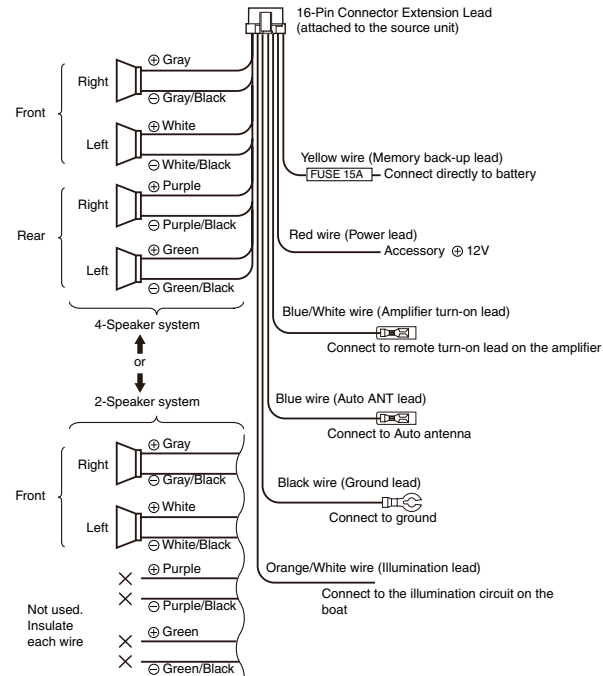 16-Pin Connector Extension Lead
(attached to the source unit)
⊕ Gray
Right
⊖ Gray/Black
Front
⊕ White
Left
⊖ White/Black
⊕ Purple
Right
⊖ Purple/Black
Rear
⊕ Green
Left
⊖ Green/Black
4-Speaker system
or
2-Speaker system
⊕ Gray
Right
⊖ Gray/Black
Front
⊕ White
Left
⊖ White/Black
⊕ Purple
⊖ Purple/Black
Not used.
Insulate
each wire
⊕ Green
⊖ Green/Black
Yellow wire (Memory back-up lead)
FUSE 15A
Connect directly to battery
Red wire (Power lead)
Accessory ⊕ 12V
Blue/White wire (Amplifier turn-on lead)
Connect to remote turn-on lead on the amplifier
Blue wire (Auto ANT lead)
Connect to Auto antenna
Black wire (Ground lead)
Connect to ground
Orange/White wire (Illumination lead)
Connect to the illumination circuit on the
boat